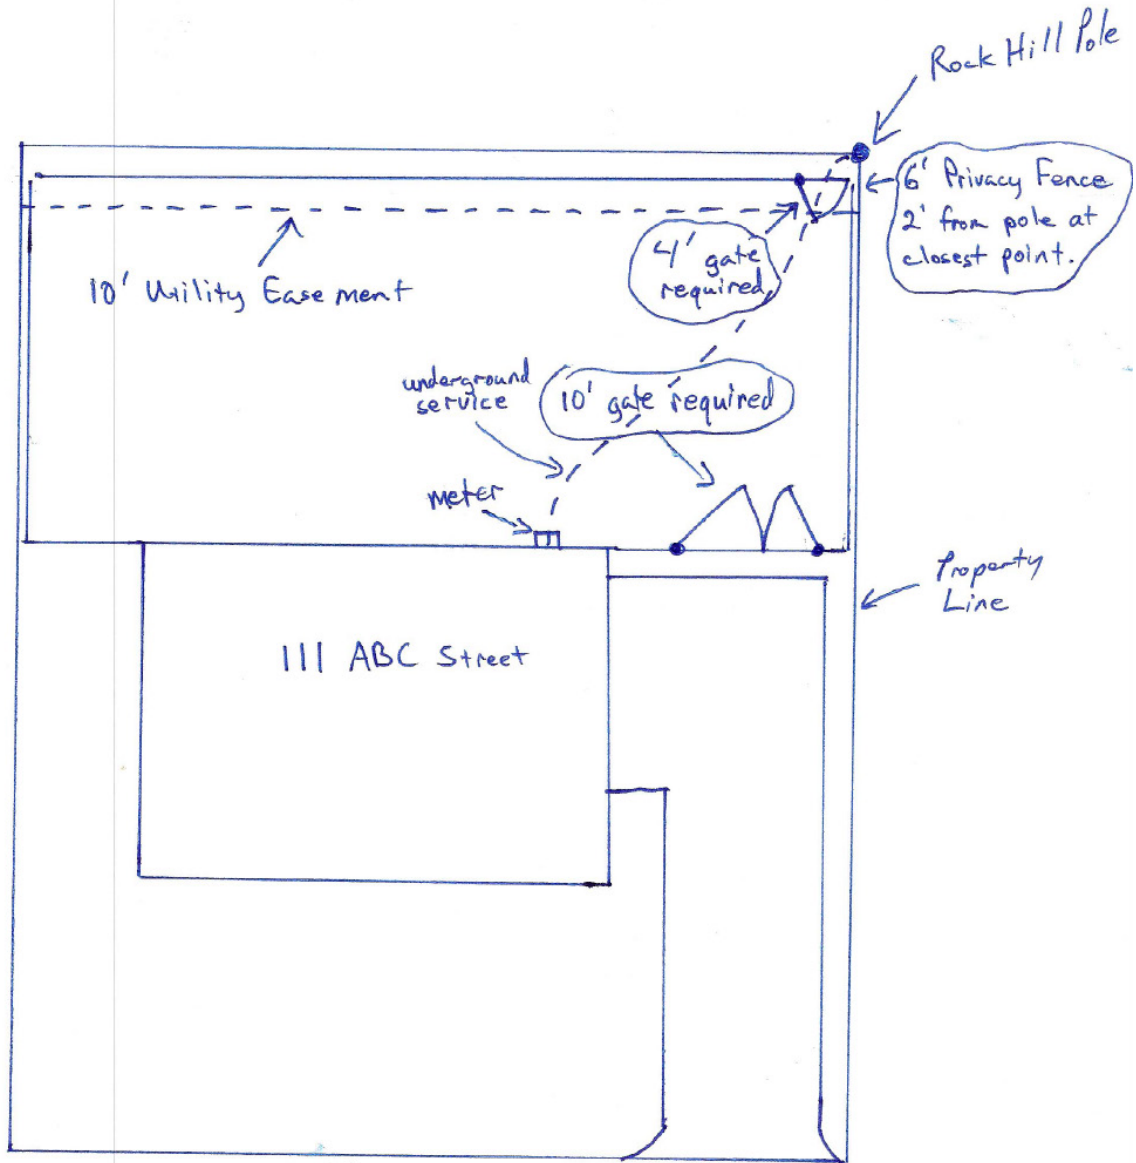 Rock Hill Pole
6' Privacy Fence
2' from pole at
closest point.
4' gate
required
10' Utility Easement
underground
service
10' gate required
meter
Property
Line
111 ABC Street